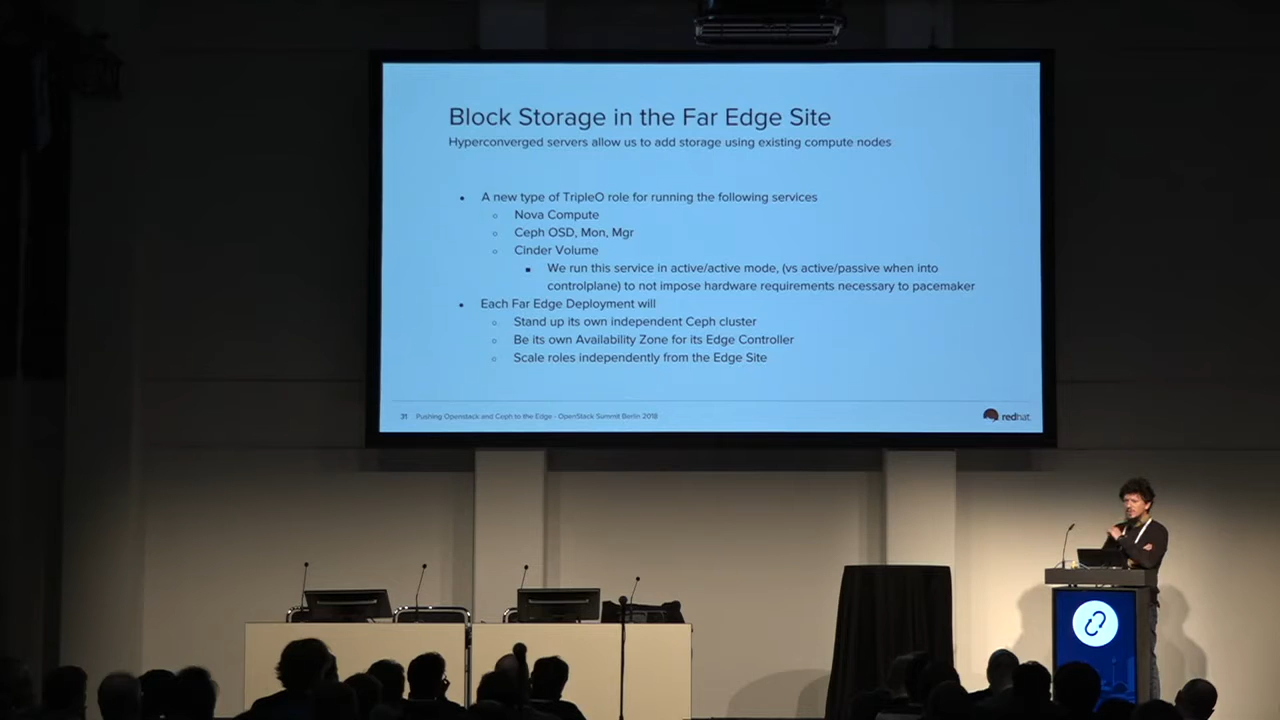 Block Storage in the Far Edge Site
Hyperconverged servers allow us to add storage using existing compute nodes
A new type of TripleO role for running the following services
Nova Compute
Ceph OSD, Mon, Mgr
Cinder Volume
We run this service in active/active mode, (vs active/passive when into
controlplane) to not impose hardware requirements necessary to pacemaker
Each Far Edge Deployment will
Stand up its own independent Ceph cluster
Be its own Availability Zone for its Edge Controller
Scale roles independently from the Edge Site
31 Pushing Openstack and Ceph to the Edge - OpenStack Summit Berlin 2018
redhat.